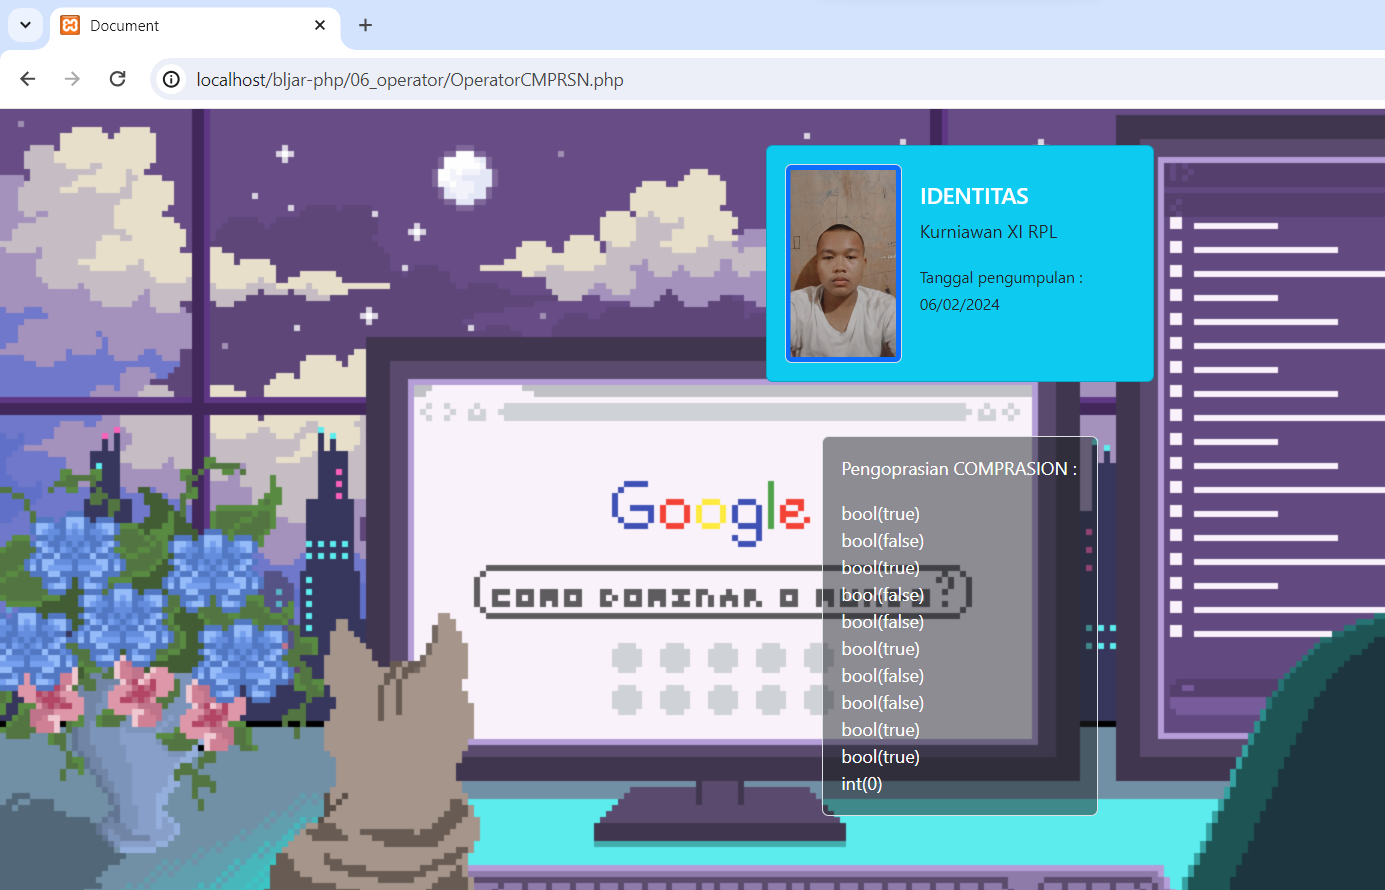 Document
localhost/bljar-php/06_operator/OperatorCMPRSN.php
IDENTITAS
Kurniawan XI RPL
Tanggal pengumpulan :
06/02/2024
Google
COMO DOMINAR O MUNDO?
Pengoprasian COMPRASION :
bool(true)
bool(false)
bool(true)
bool(false)
bool(false)
bool(true)
bool(false)
bool(false)
bool(true)
bool(true)
int(0)